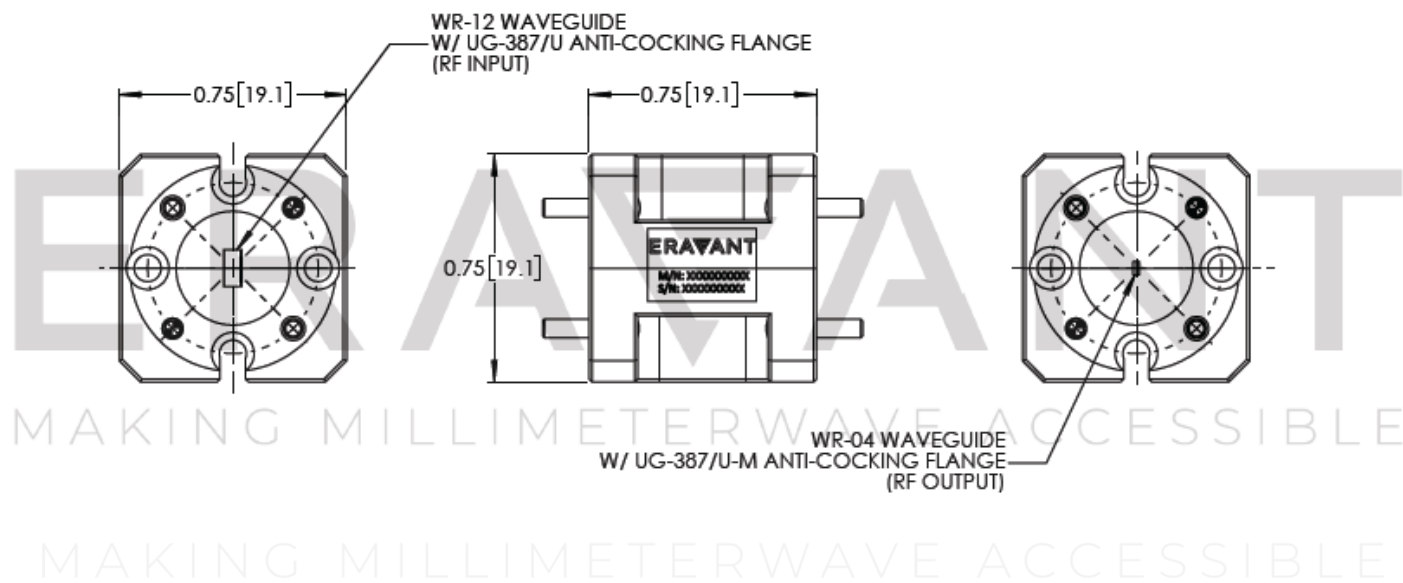 WR-12 WAVEGUIDE
W/ UG-387/U ANTI-COCKING FLANGE
(RF INPUT)
0.75[19.1]
0.75[19.1]
0.75[19.1]
ERAVANT
M/N: XXXXXXXXXX
S/N: XXXXXXXXXX
ERAVANT
MAKING MILLIMETERWAVE ACCESSIBLE
WR-04 WAVEGUIDE
W/ UG-387/U-M ANTI-COCKING FLANGE
(RF OUTPUT)
MAKING MILLIMETERWAVE ACCESSIBLE